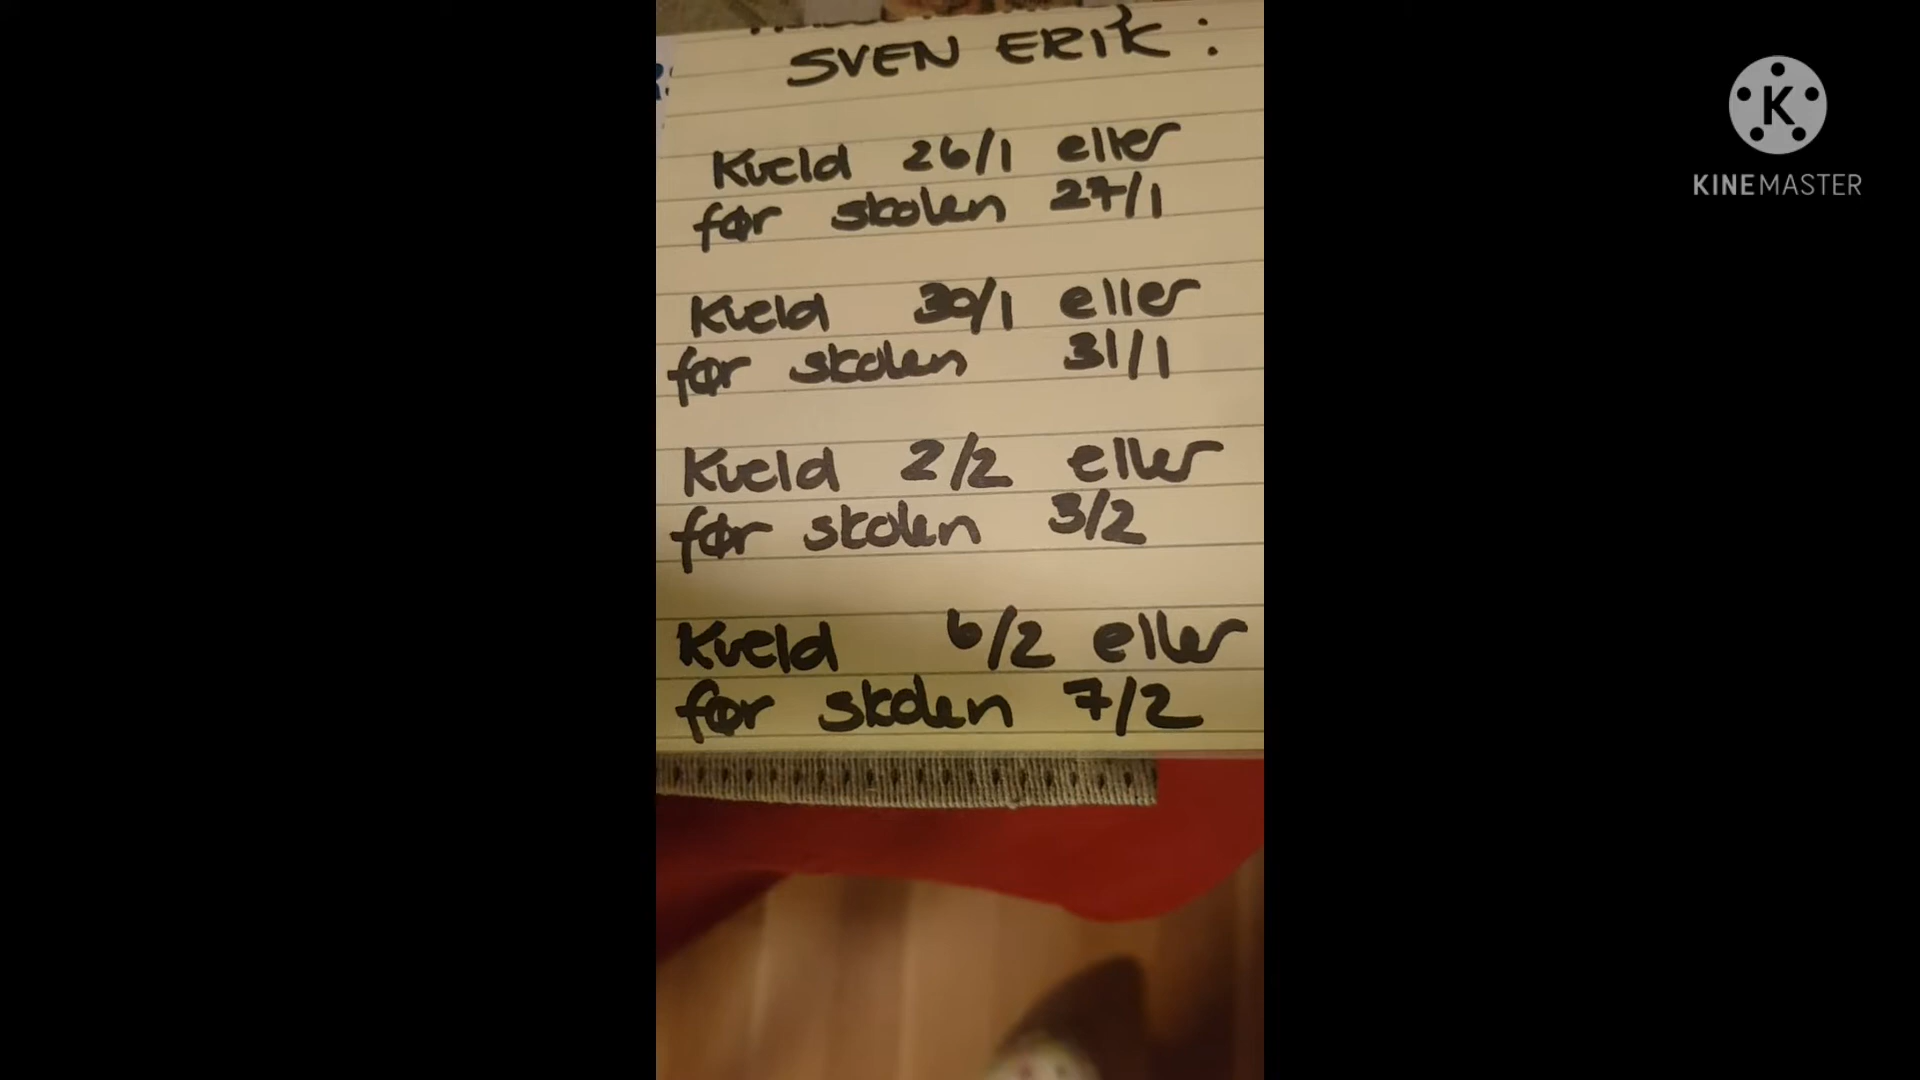 SVEN ERIK:
Kveld 26/1 eller
før skolen 27/1
Kveld 30/1 eller
før skolen 31/1
Kveld 2/2 eller
før skolen 3/2
Kveld 6/2 eller
før skolen 7/2
K
KINEMASTER